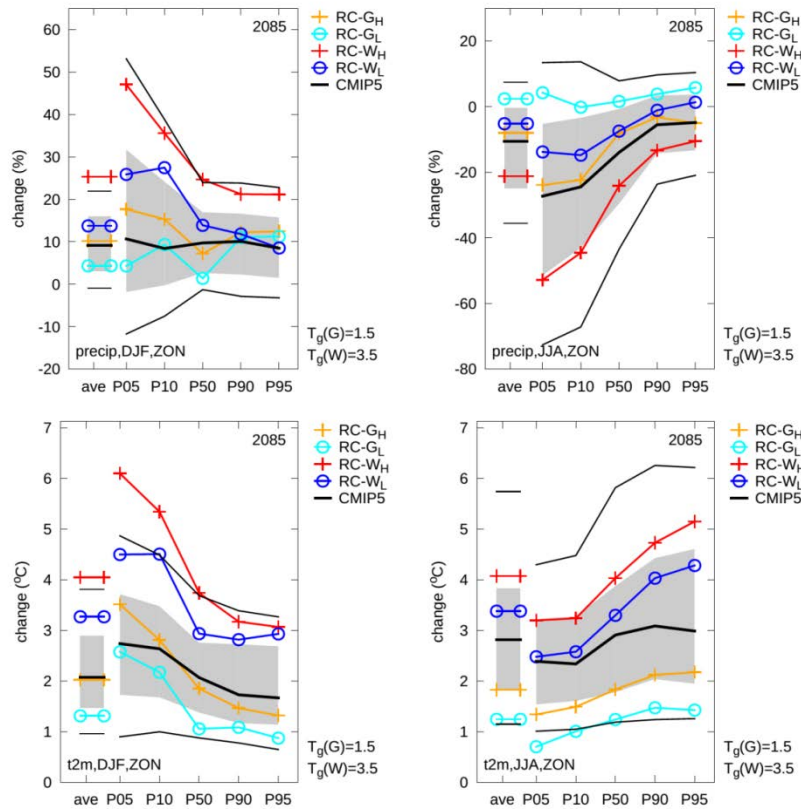 60
50
40
30
20
10
0
-10
-20
change (%)
2085
precip,DJF,ZON
ave P05 P10 P50 P90 P95
RC-G_H
RC-G_L
RC-W_H
RC-W_L
CMIP5
T_g(G)=1.5
T_g(W)=3.5
20
0
-20
-40
-60
-80
change (%)
2085
precip,JJA,ZON
ave P05 P10 P50 P90 P95
RC-G_H
RC-G_L
RC-W_H
RC-W_L
CMIP5
T_g(G)=1.5
T_g(W)=3.5
7
6
5
4
3
2
1
0
change (°C)
2085
t2m,DJF,ZON
ave P05 P10 P50 P90 P95
RC-G_H
RC-G_L
RC-W_H
RC-W_L
CMIP5
T_g(G)=1.5
T_g(W)=3.5
7
6
5
4
3
2
1
0
change (°C)
2085
t2m,JJA,ZON
ave P05 P10 P50 P90 P95
RC-G_H
RC-G_L
RC-W_H
RC-W_L
CMIP5
T_g(G)=1.5
T_g(W)=3.5